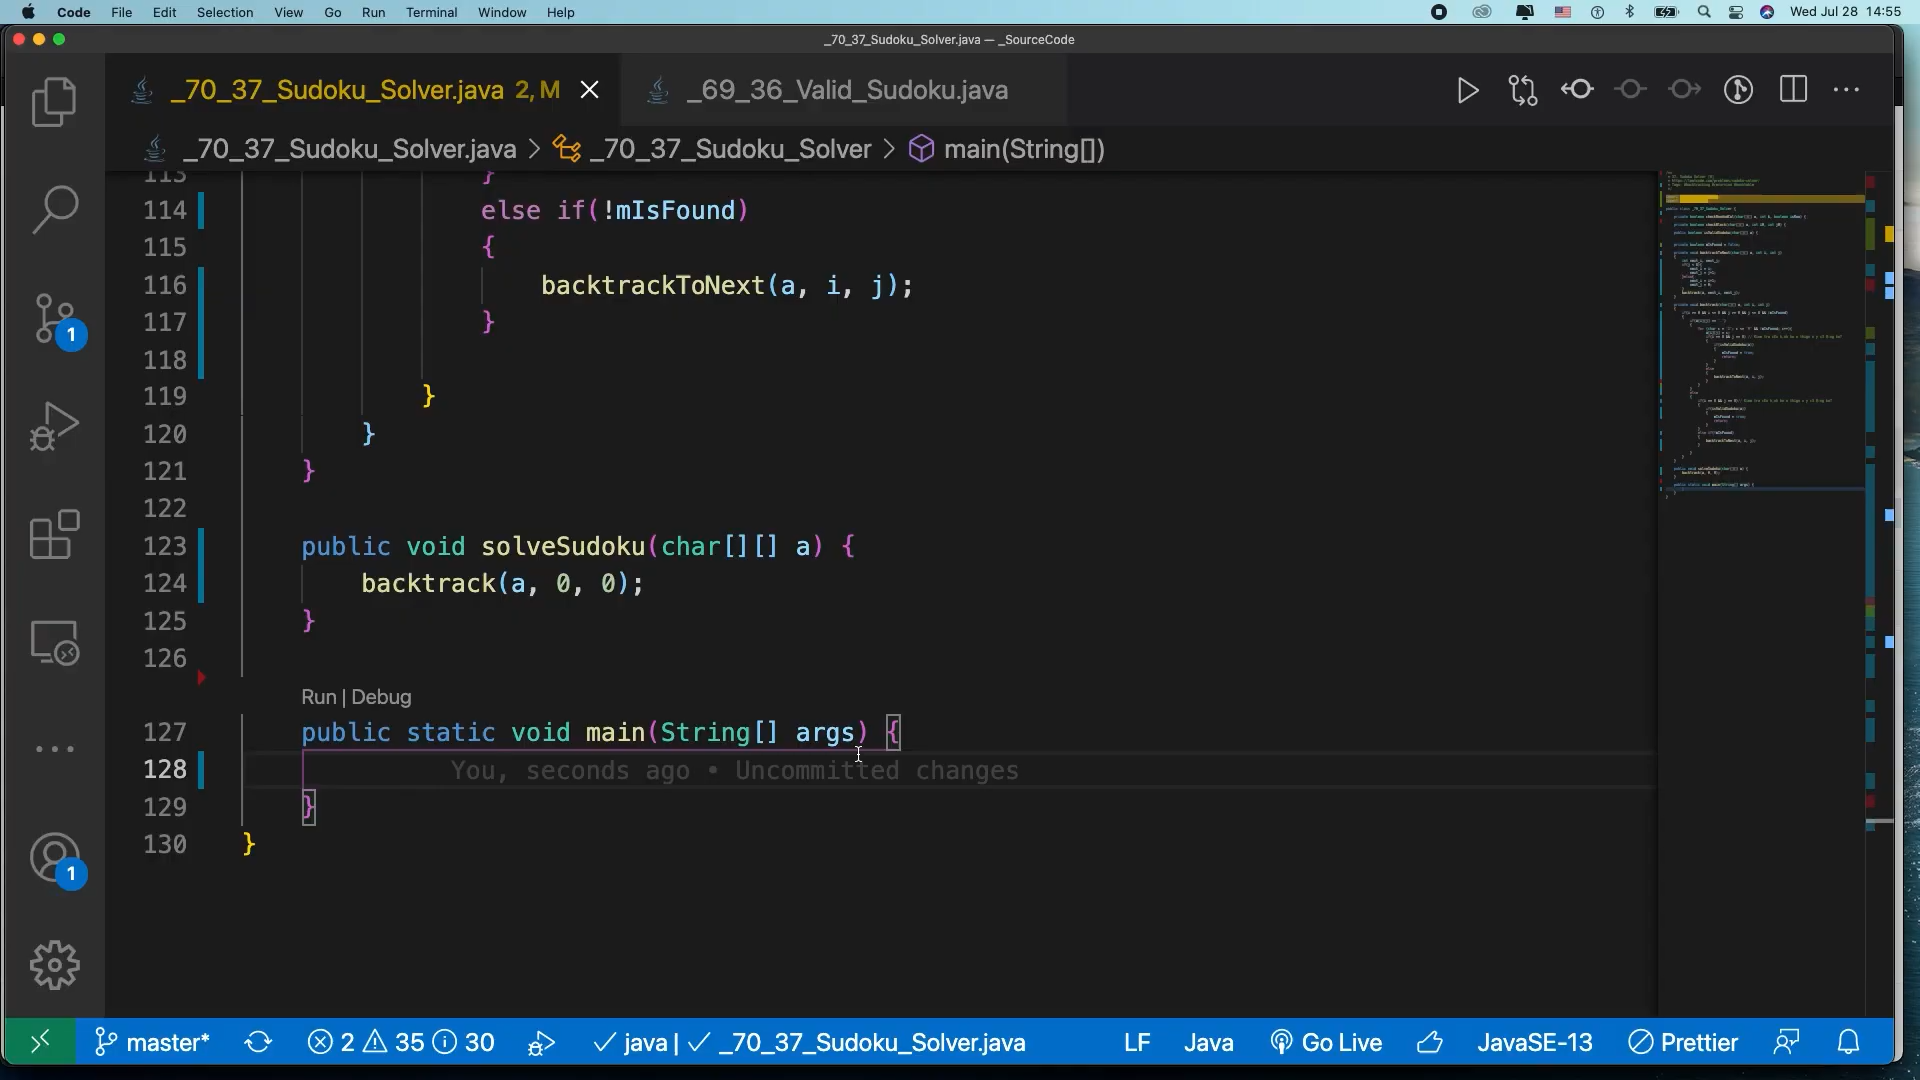 Code File Edit Selection View Go Run Terminal Window Help Wed Jul 28 14:55
_70_37_Sudoku_Solver.java — _SourceCode
_70_37_Sudoku_Solver.java 2, M _69_36_Valid_Sudoku.java
_70_37_Sudoku_Solver.java > _70_37_Sudoku_Solver > main(String[])
113 }
114 else if(!mIsFound)
115 {
116 backtrackToNext(a, i, j);
117 }
118
119 }
120 }
121 }
122
123 public void solveSudoku(char[][] a) {
124 backtrack(a, 0, 0);
125 }
126
Run | Debug
127 public static void main(String[] args) {
128 You, seconds ago • Uncommitted changes
129 }
130 }
1
1
master* 2 35 30 java | _70_37_Sudoku_Solver.java LF Java Go Live JavaSE-13 Prettier